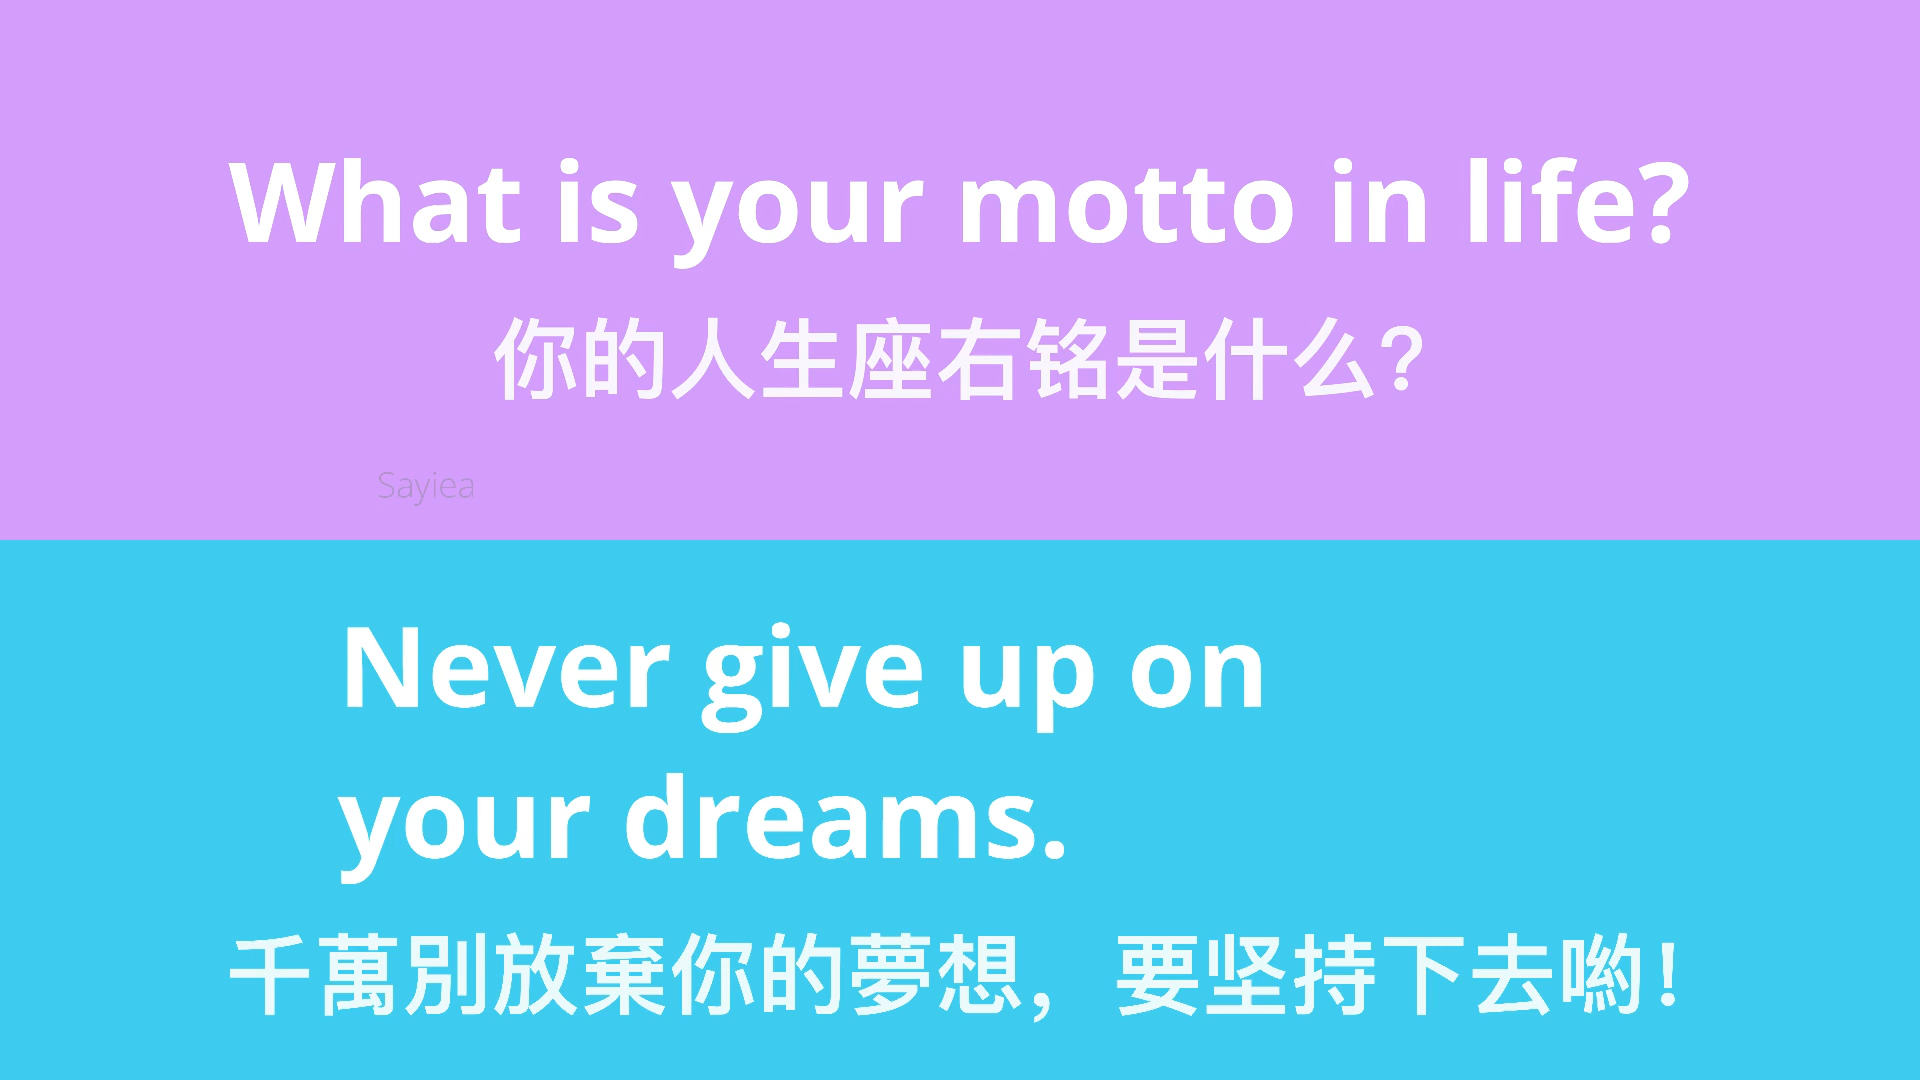 What is your motto in life?
你的人生座右铭是什么？
Sayiea
Never give up on
your dreams.
千萬別放棄你的夢想，要坚持下去喲！